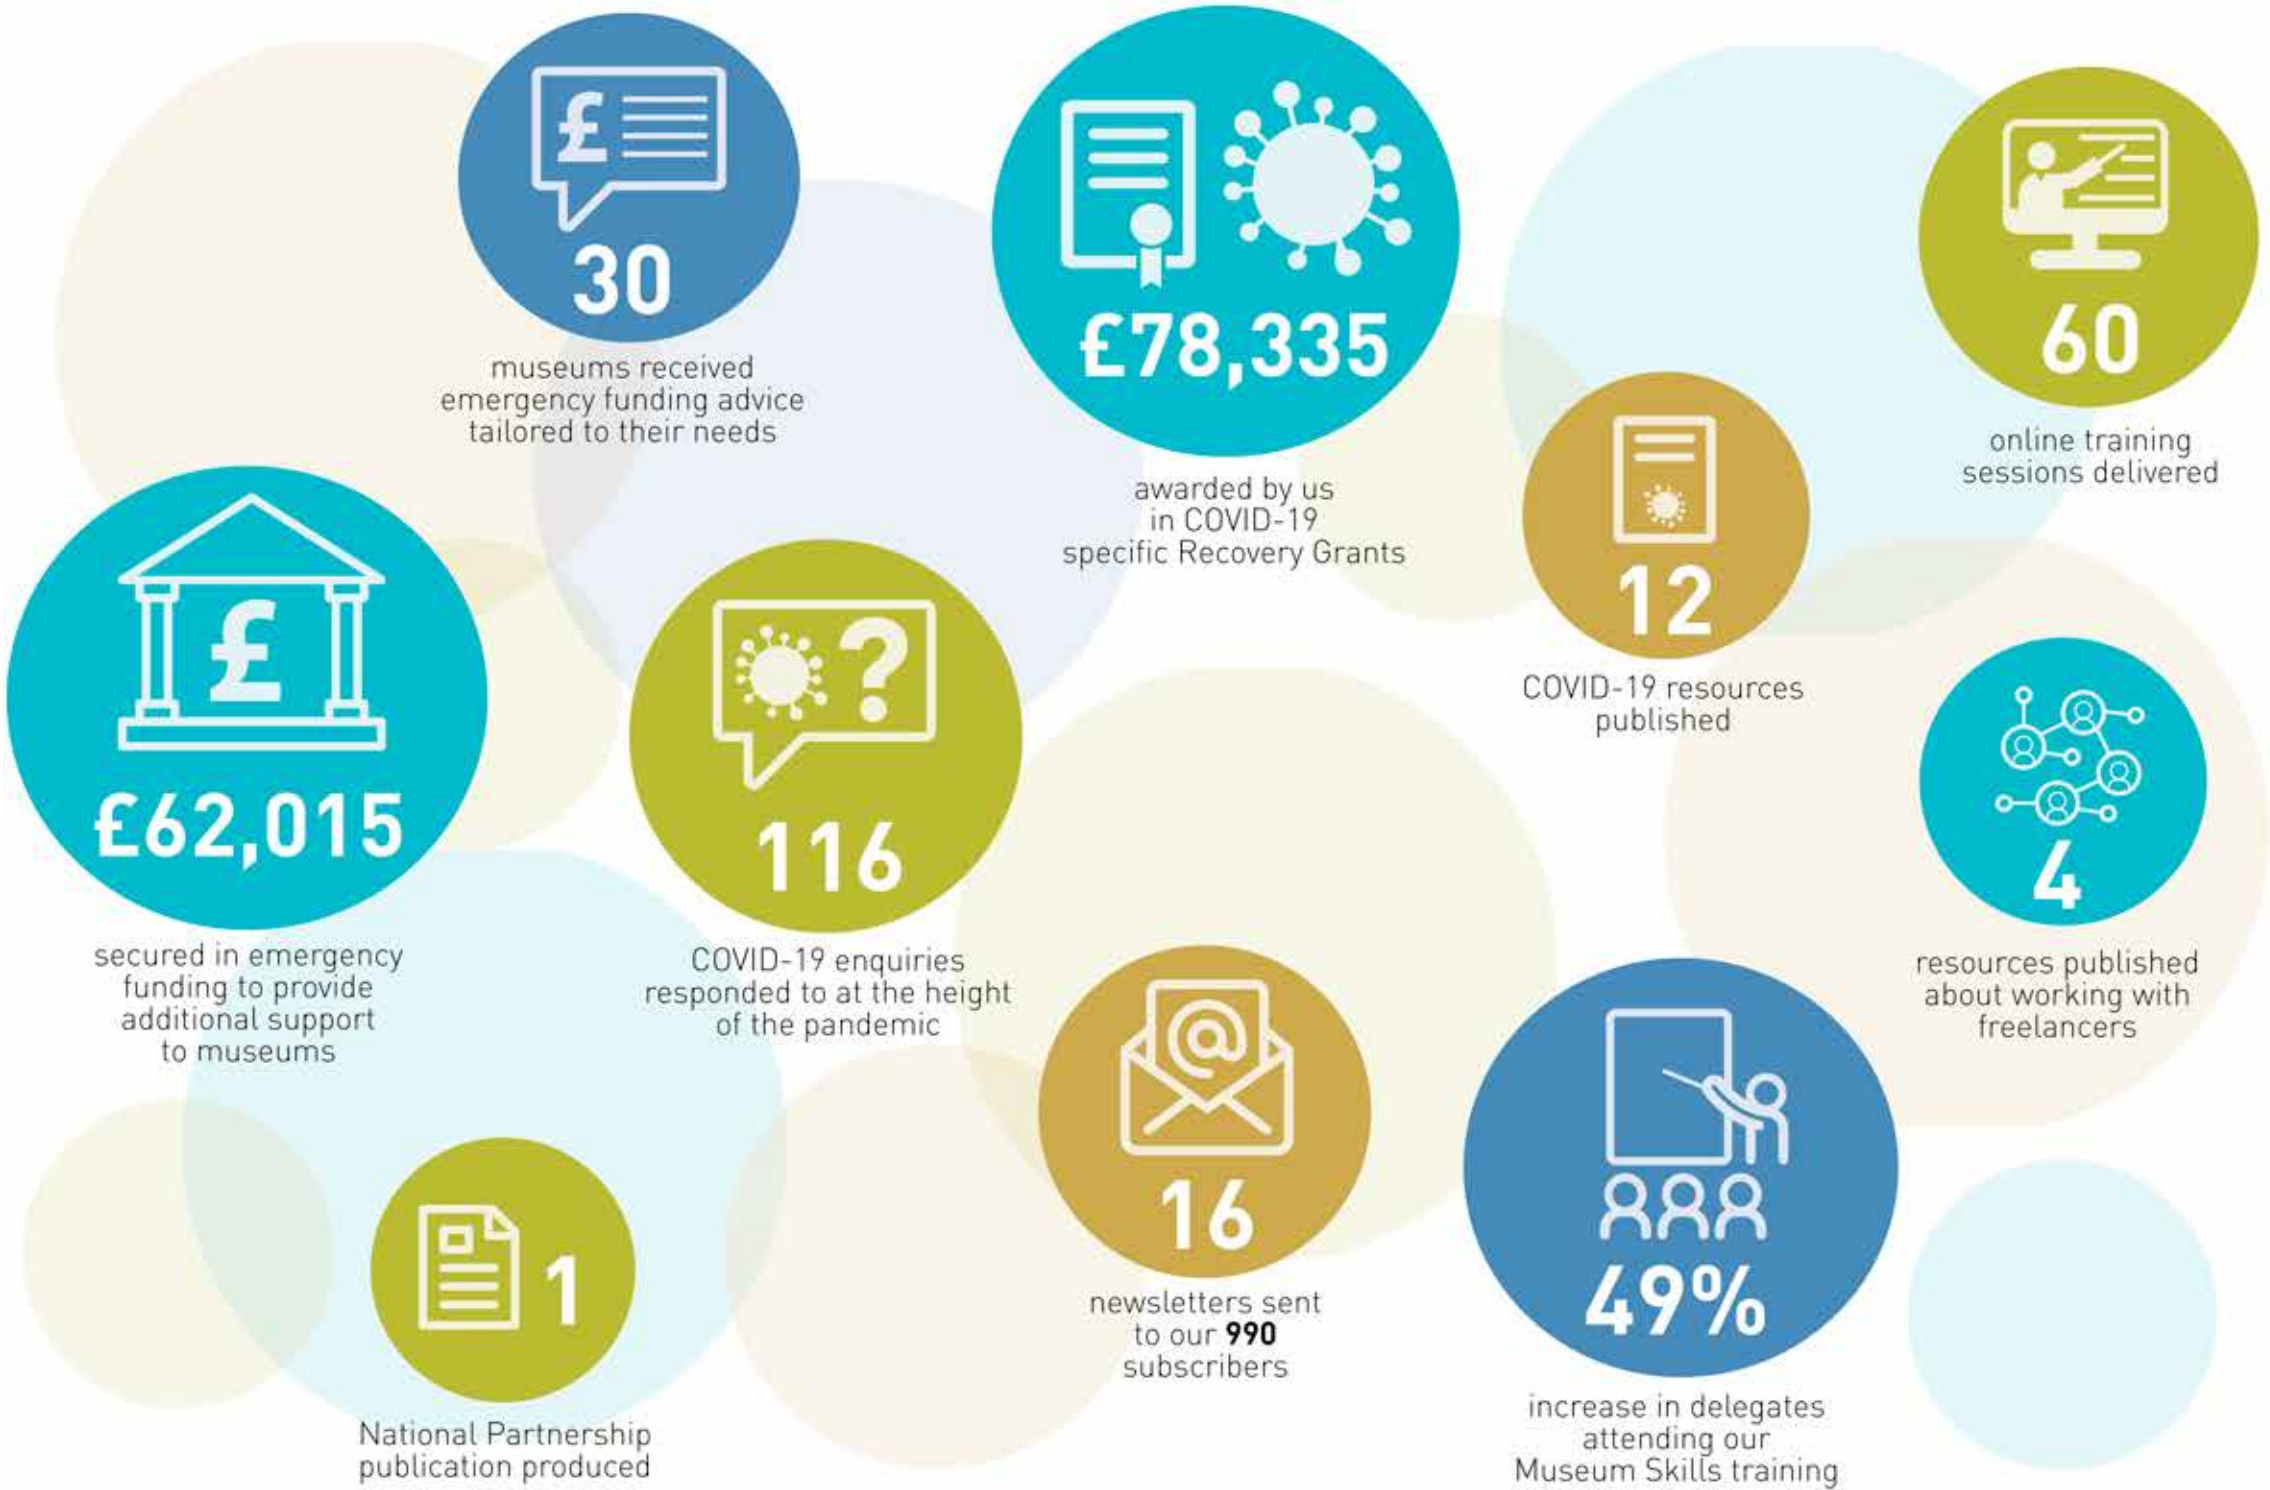 £
30
museums received
emergency funding advice
tailored to their needs
£78,335
awarded by us
in COVID-19
specific Recovery Grants
60
online training
sessions delivered
12
COVID-19 resources
published
£
£62,015
secured in emergency
funding to provide
additional support
to museums
?
116
COVID-19 enquiries
responded to at the height
of the pandemic
4
resources published
about working with
freelancers
@
16
newsletters sent
to our 990
subscribers
49%
increase in delegates
attending our
Museum Skills training
1
National Partnership
publication produced